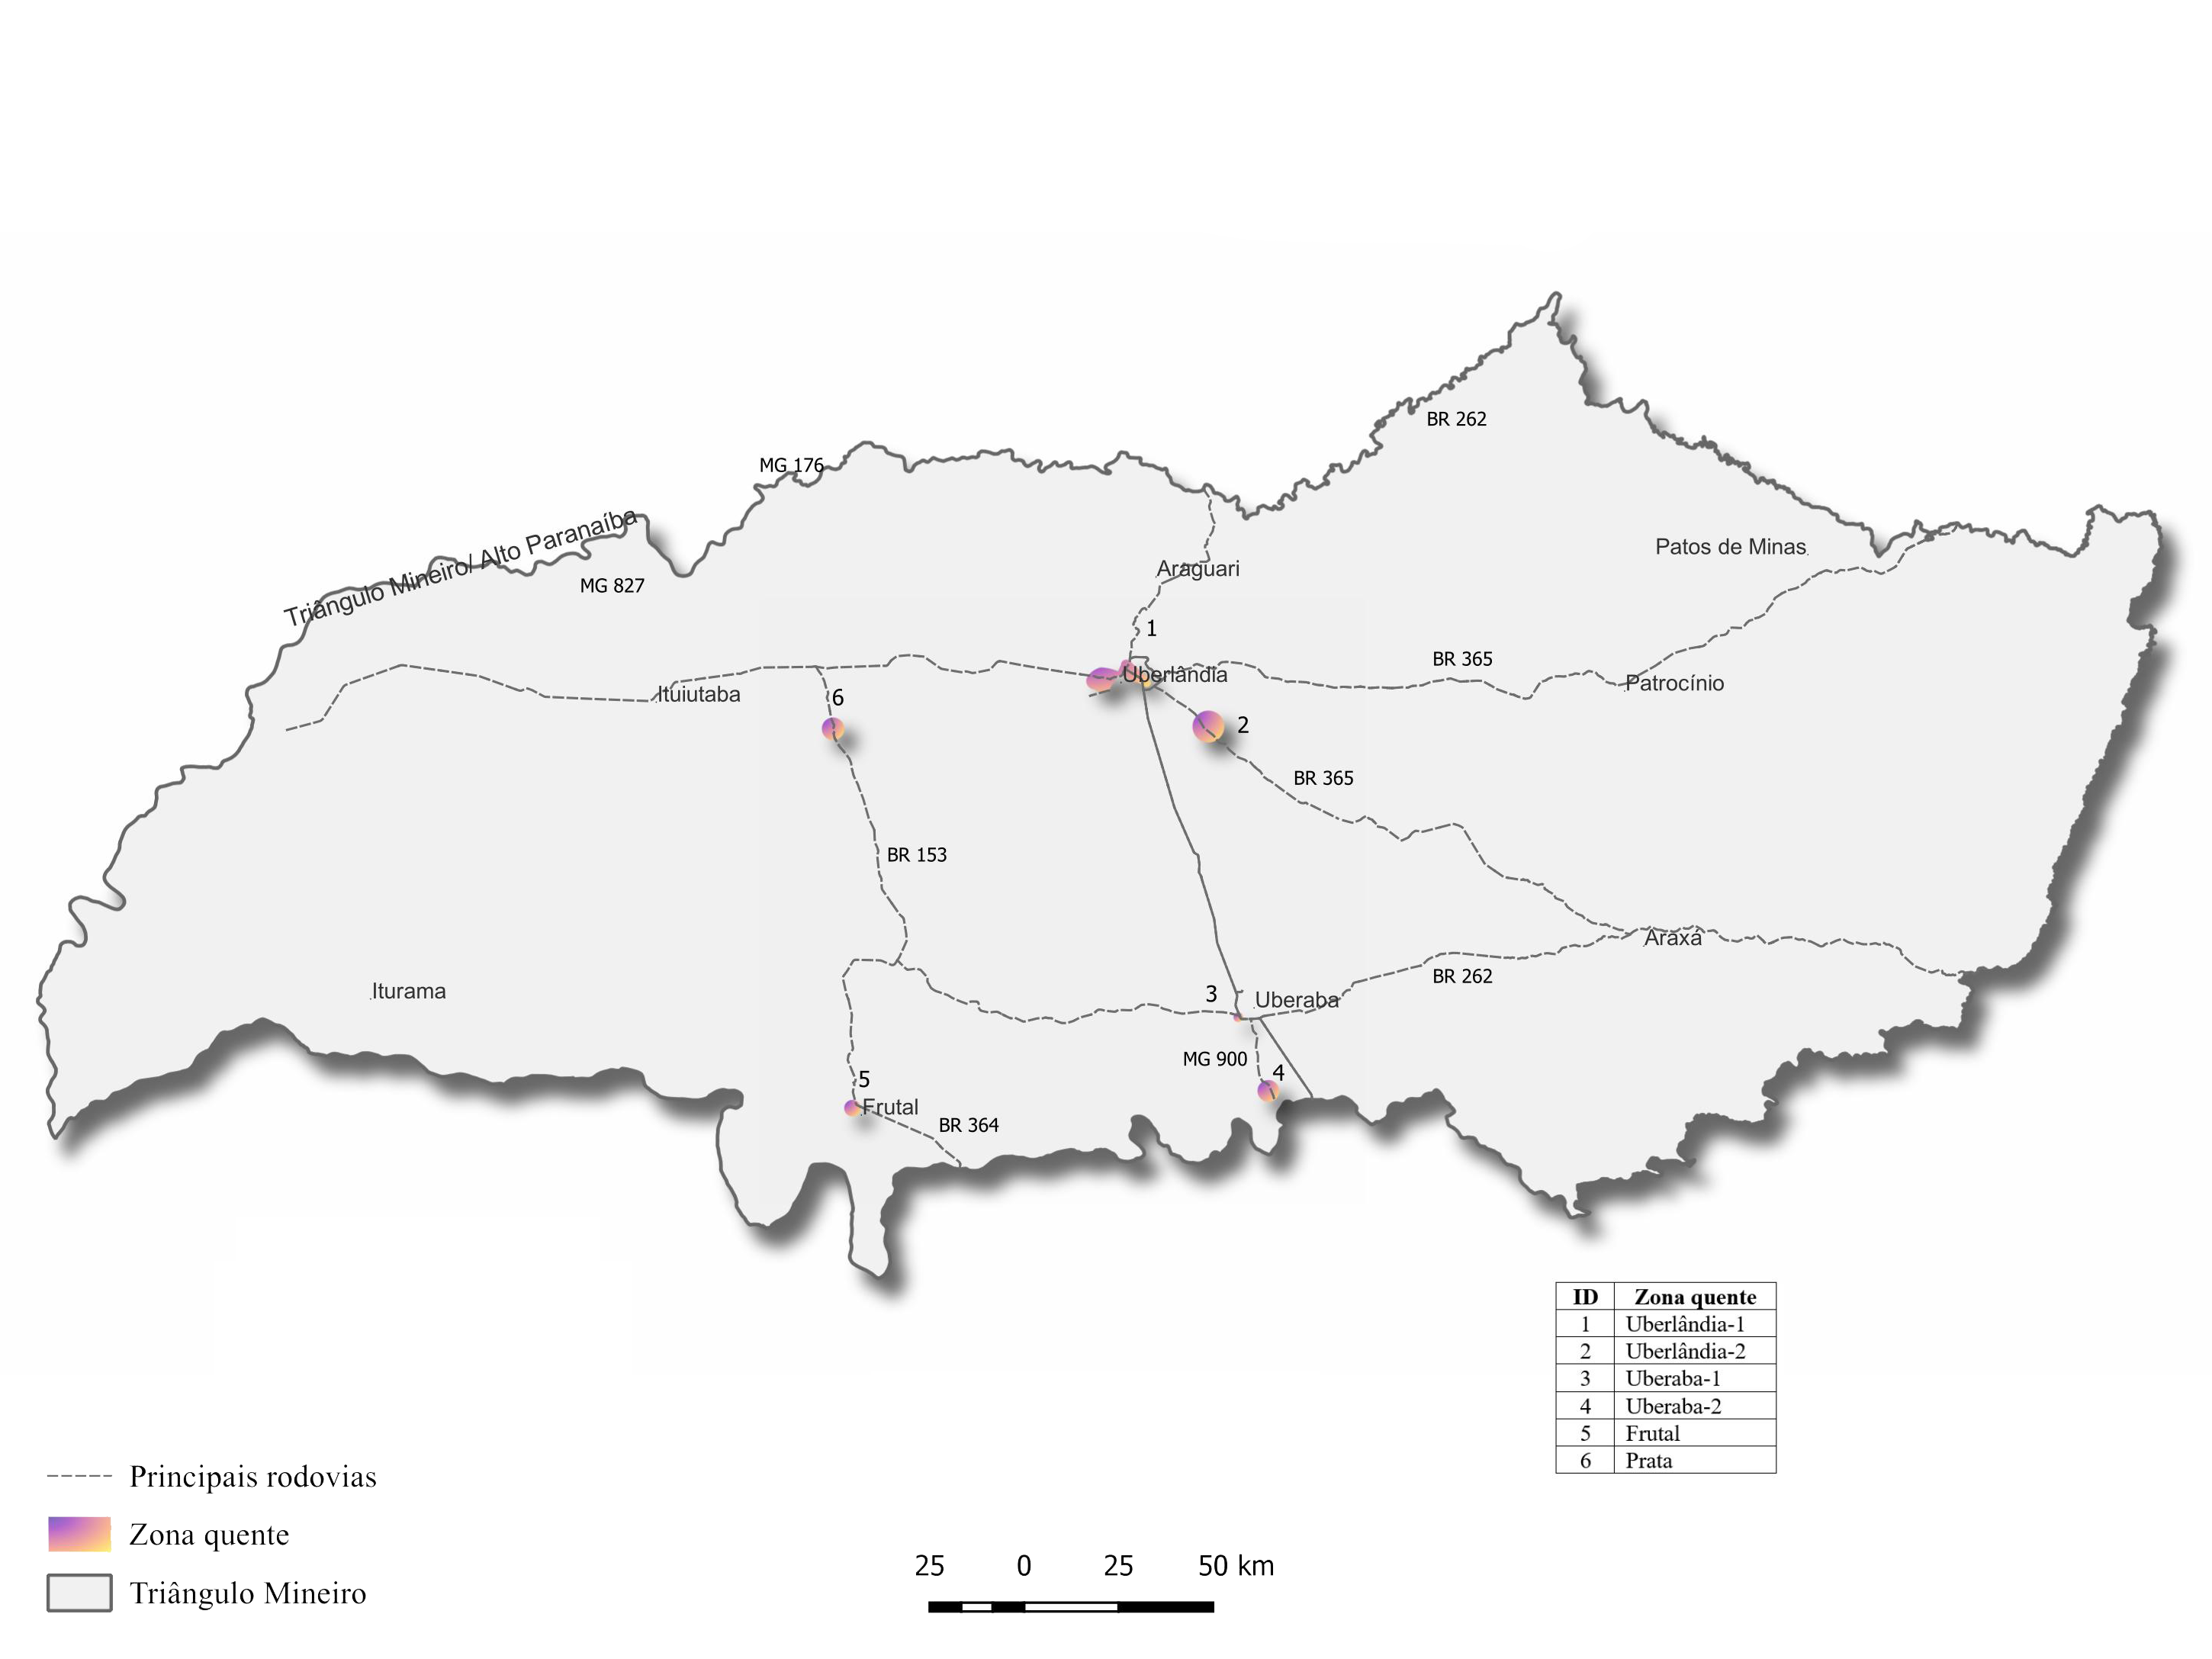 BR 262
MG 176
Triângulo Mineiro/ Alto Paranaíba
MG 827
Patos de Minas
Araguari
1
BR 365
Uberlândia
Patrocínio
Ituiutaba
6
2
BR 365
BR 153
Araxá
BR 262
Iturama
3
Uberaba
MG 900
4
5
Frutal
BR 364
ID Zona quente
1 Uberlândia-1
2 Uberlândia-2
3 Uberaba-1
4 Uberaba-2
5 Frutal
6 Prata
Principais rodovias
Zona quente
Triângulo Mineiro
25 0 25 50 km